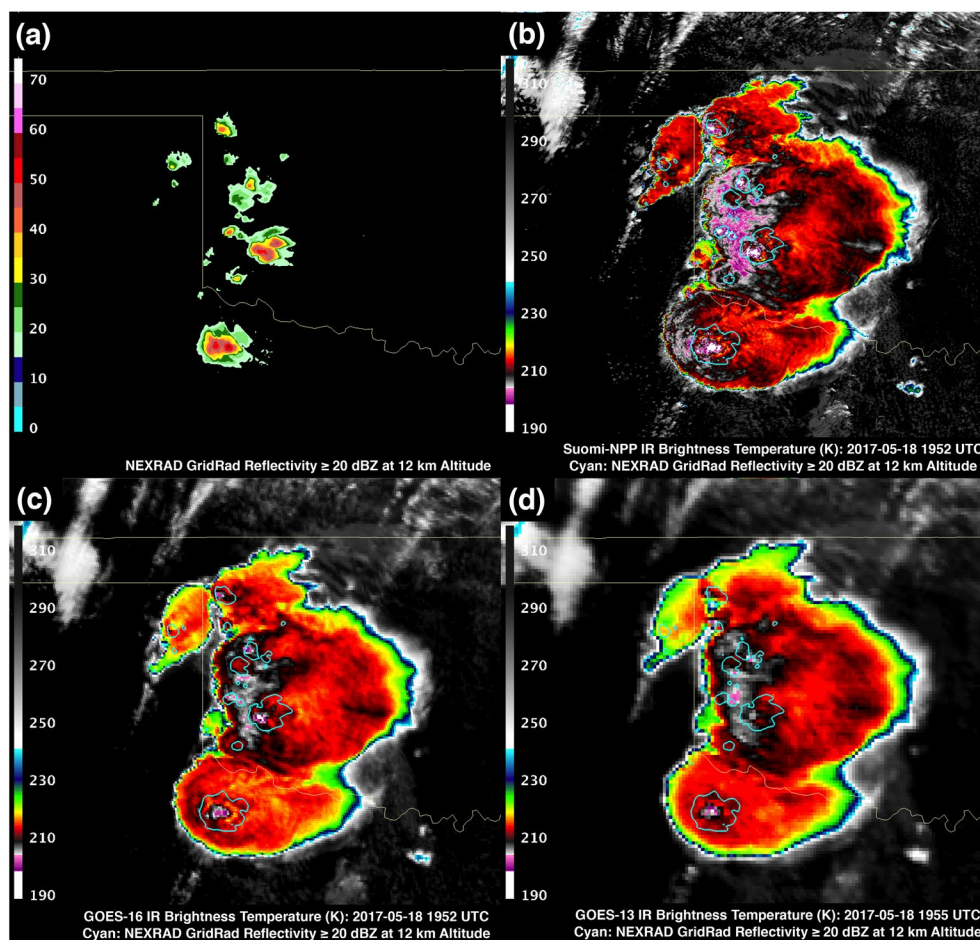 (a)
70
60
50
40
30
20
10
0
NEXRAD GridRad Reflectivity ≥ 20 dBZ at 12 km Altitude
(b)
310
295
270
250
230
210
190
Suomi-NPP IR Brightness Temperature (K): 2017-05-18 1952 UTC
Cyan: NEXRAD GridRad Reflectivity ≥ 20 dBZ at 12 km Altitude
(c)
310
290
270
250
230
210
190
GOES-16 IR Brightness Temperature (K): 2017-05-18 1952 UTC
Cyan: NEXRAD GridRad Reflectivity ≥ 20 dBZ at 12 km Altitude
(d)
310
290
270
250
230
210
190
GOES-13 IR Brightness Temperature (K): 2017-05-18 1955 UTC
Cyan: NEXRAD GridRad Reflectivity ≥ 20 dBZ at 12 km Altitude